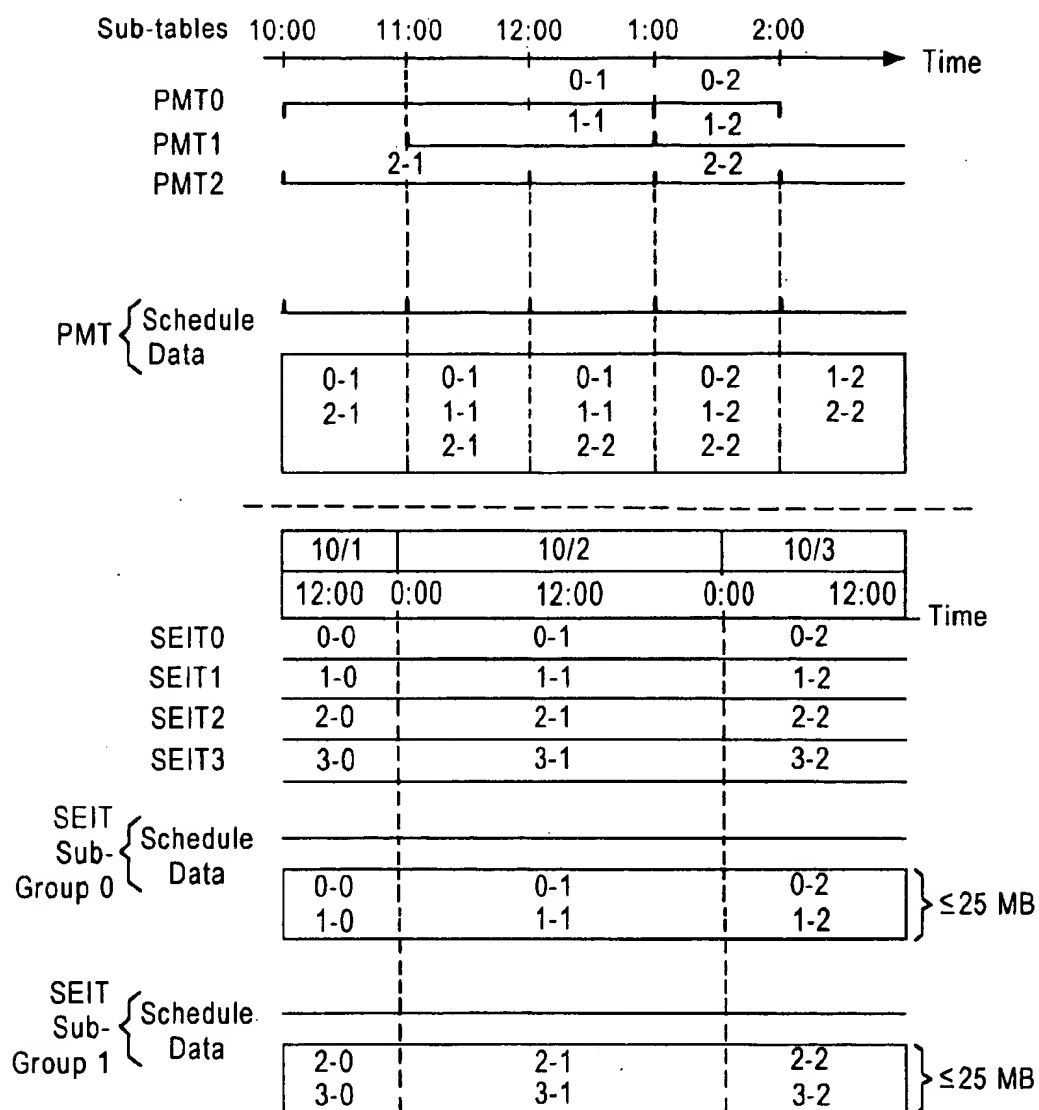 Sub-tables 10:00 11:00 12:00 1:00 2:00
Time
0-1 0-2
PMT0
1-1 1-2
PMT1
2-1 2-2
PMT2
PMT { Schedule Data
0-1 0-1 0-1 0-2 1-2
2-1 1-1 1-1 1-2 2-2
2-1 2-2 2-2
10/1 10/2 10/3
12:00 0:00 12:00 0:00 12:00
Time
SEIT0 0-0 0-1 0-2
SEIT1 1-0 1-1 1-2
SEIT2 2-0 2-1 2-2
SEIT3 3-0 3-1 3-2
SEIT Sub-Group 0 { Schedule Data
0-0 0-1 0-2
1-0 1-1 1-2
} ≤25 MB
SEIT Sub-Group 1 { Schedule Data
2-0 2-1 2-2
3-0 3-1 3-2
} ≤25 MB